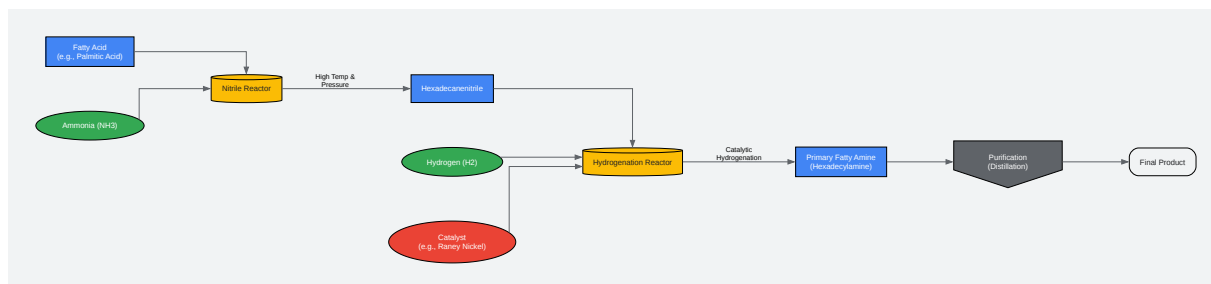 Fatty Acid
(e.g., Palmitic Acid)
Nitrile Reactor
High Temp &
Pressure
Hexadecanenitrile
Ammonia (NH3)
Hydrogen (H2)
Hydrogenation Reactor
Catalytic
Hydrogenation
Primary Fatty Amine
(Hexadecylamine)
Purification
(Distillation)
Final Product
Catalyst
(e.g., Raney Nickel)